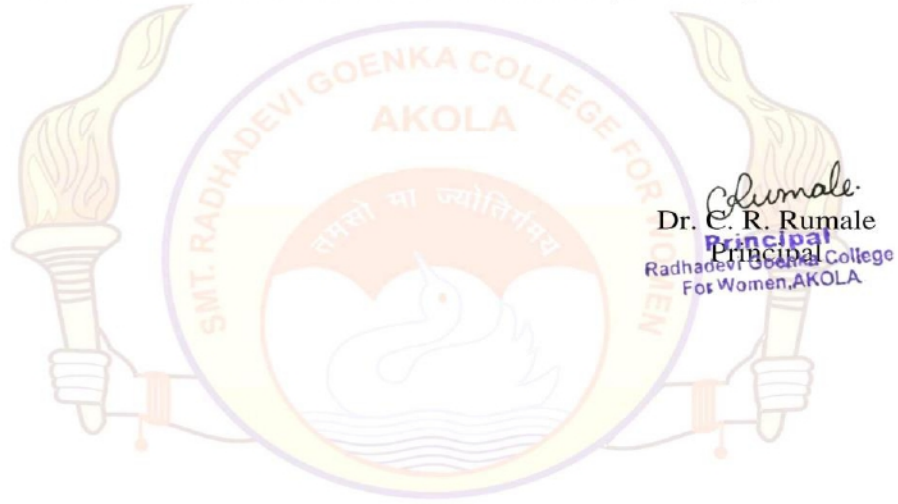 SMT. RADHADEVI GOENKA COLLEGE FOR WOMEN
AKOLA
तमसो मा ज्योतिर्गमय
CRumale.
Dr. C. R. Rumale
Principal
Principal
Radhadevi Goenka College
For Women,AKOLA